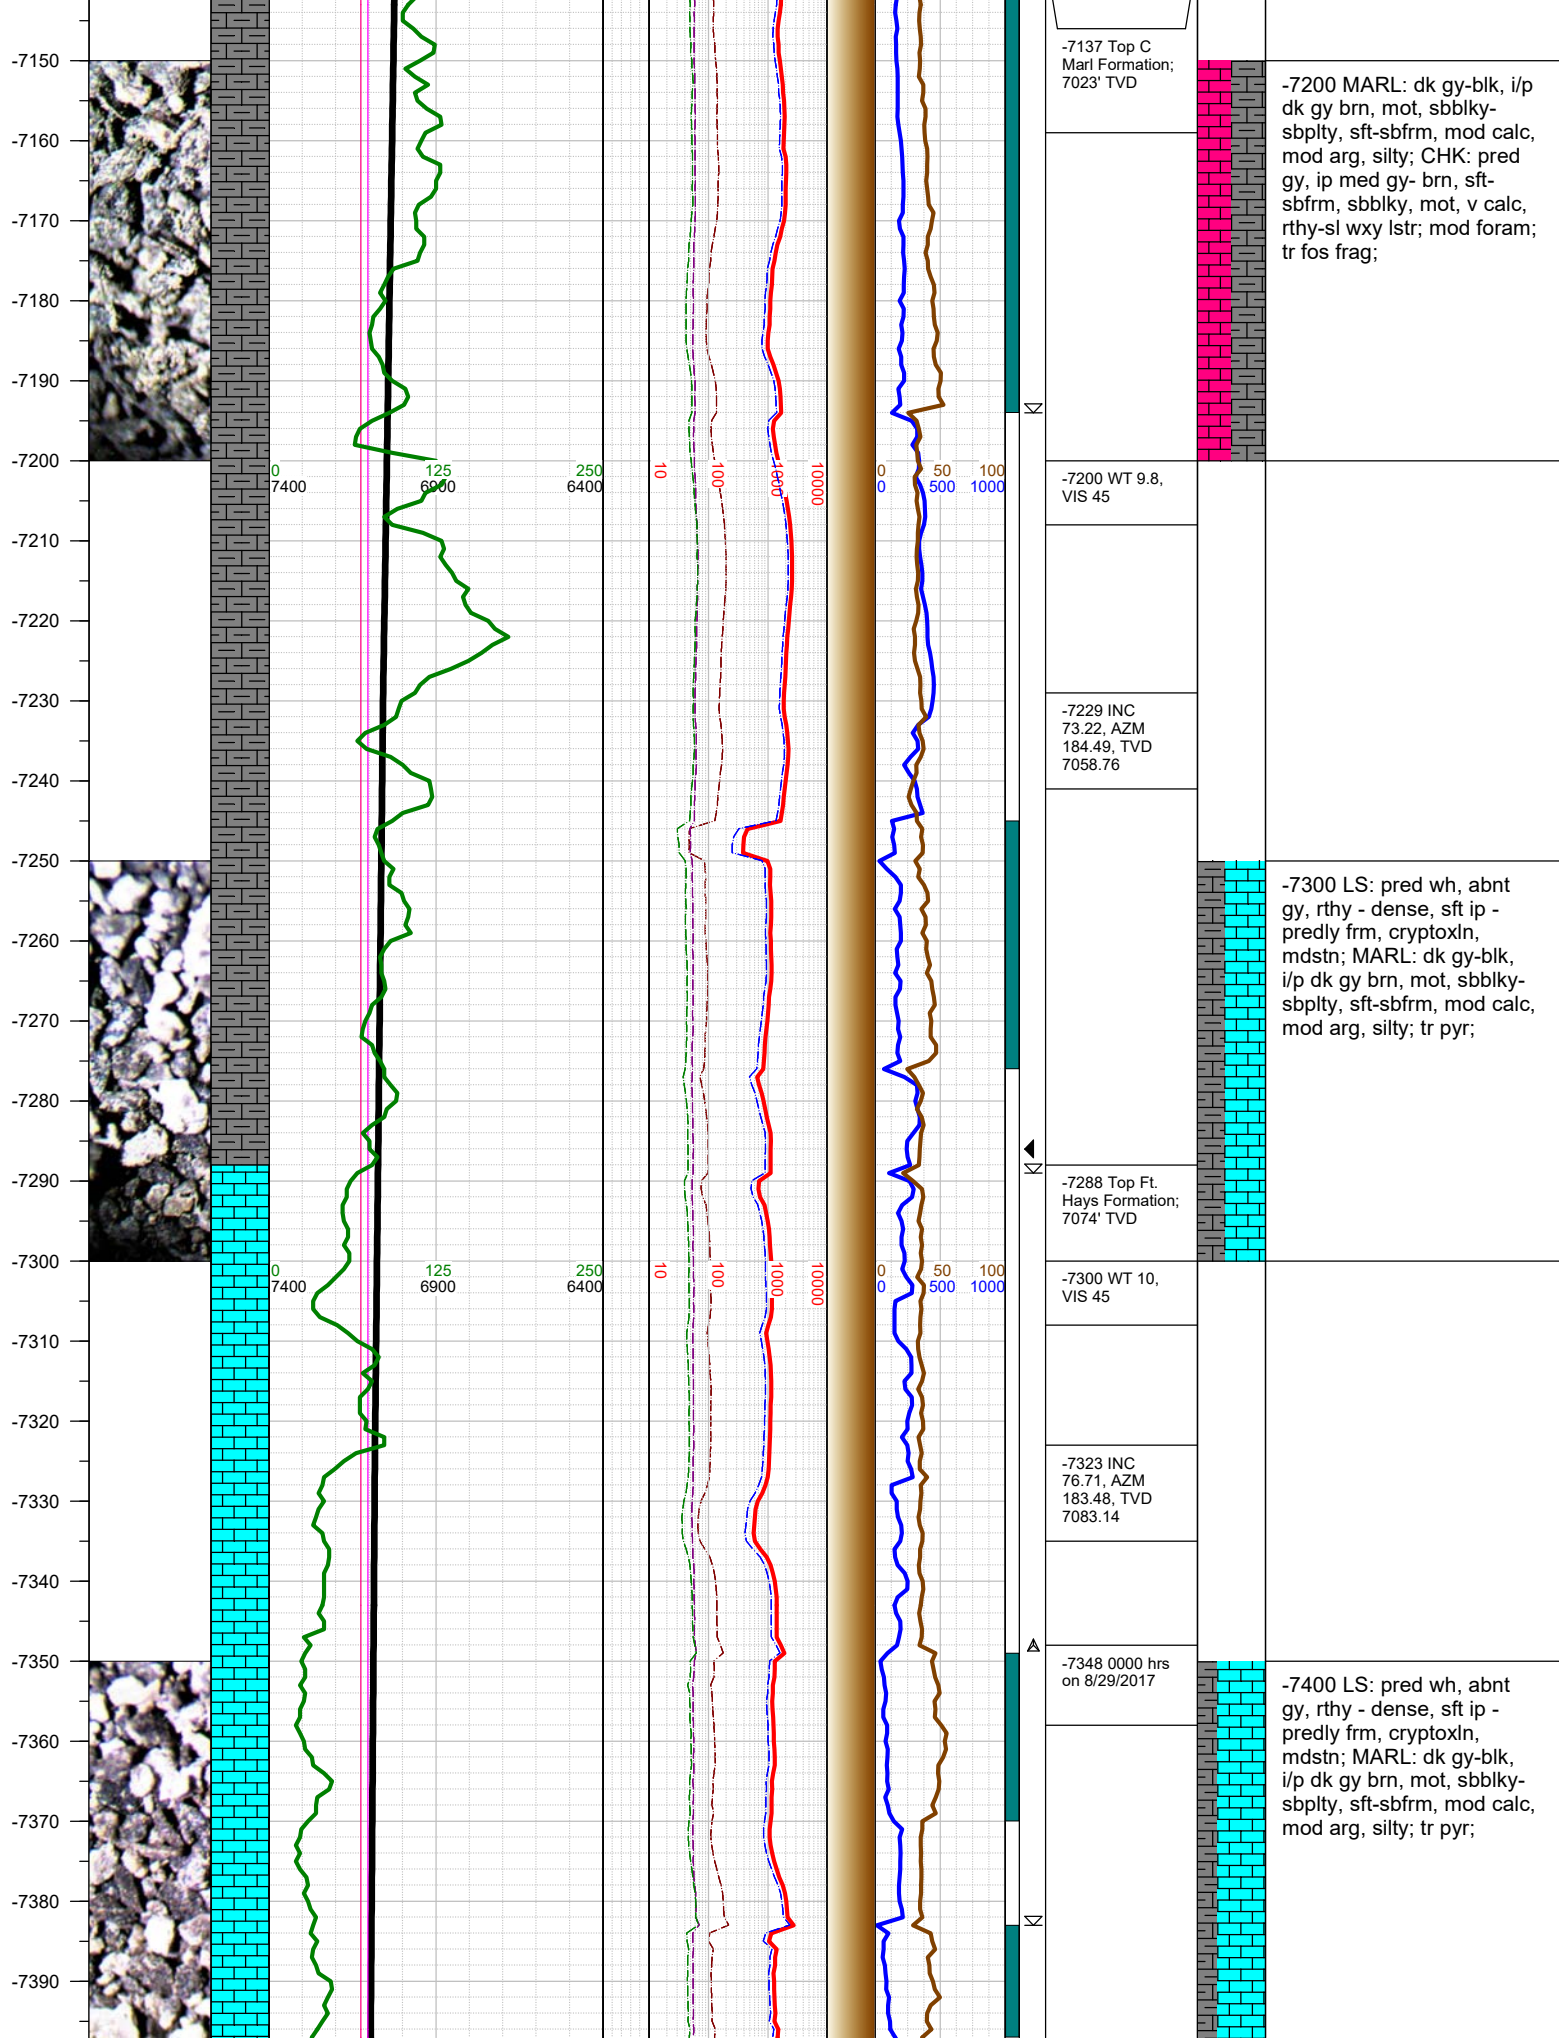 -7137 Top C
Marl Formation;
7023' TVD
-7150
-7200 MARL: dk gy-blk, i/p
dk gy brn, mot, sbblky-
sbplty, sft-sbfrm, mod calc,
mod arg, silty; CHK: pred
gy, ip med gy- brn, sft-
sbfrm, sbblky, mot, v calc,
rthy-sl wxy lstr; mod foram;
tr fos frag;
-7160
-7170
-7180
-7190
-7200
0 125 250
7400 6900 6400
10 100 1000 10000
0 50 100
0 500 1000
-7200 WT 9.8,
VIS 45
-7210
-7220
-7230
-7229 INC
73.22, AZM
184.49, TVD
7058.76
-7240
-7250
-7300 LS: pred wh, abnt
gy, rthy - dense, sft ip -
predly frm, cryptoxln,
mdstn; MARL: dk gy-blk,
i/p dk gy brn, mot, sbblky-
sbplty, sft-sbfrm, mod calc,
mod arg, silty; tr pyr;
-7260
-7270
-7280
-7290
-7288 Top Ft.
Hays Formation;
7074' TVD
-7300
0 125 250
7400 6900 6400
10 100 1000 10000
0 50 100
0 500 1000
-7300 WT 10,
VIS 45
-7310
-7320
-7323 INC
76.71, AZM
183.48, TVD
7083.14
-7330
-7340
-7350
-7348 0000 hrs
on 8/29/2017
-7400 LS: pred wh, abnt
gy, rthy - dense, sft ip -
predly frm, cryptoxln,
mdstn; MARL: dk gy-blk,
i/p dk gy brn, mot, sbblky-
sbplty, sft-sbfrm, mod calc,
mod arg, silty; tr pyr;
-7360
-7370
-7380
-7390